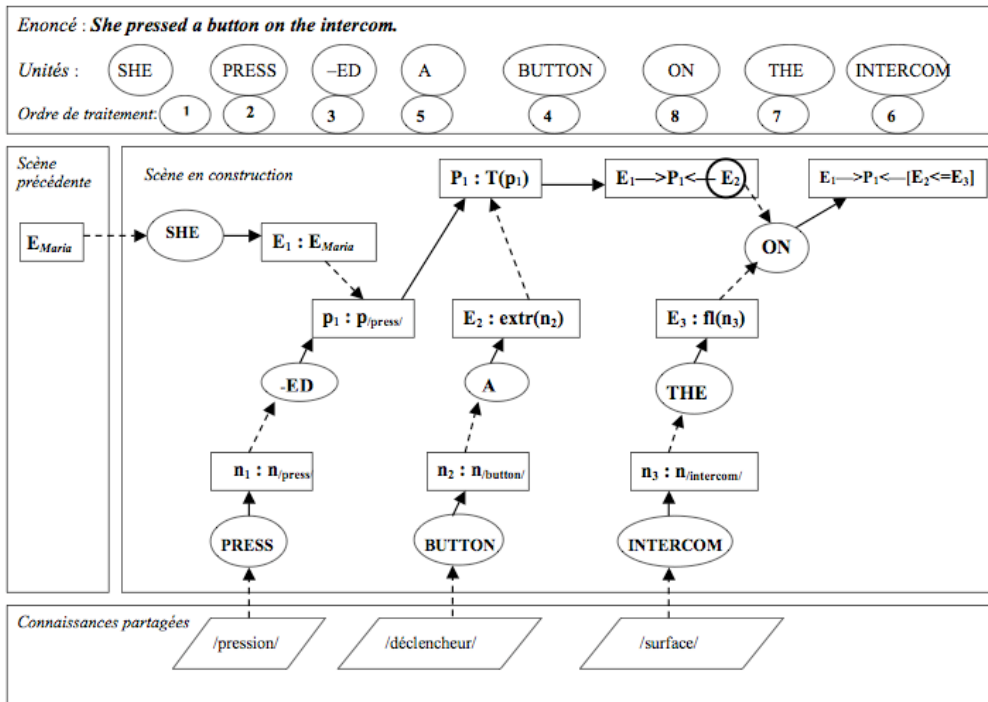 Enoncé : She pressed a button on the intercom.
Unités : SHE PRESS –ED A BUTTON ON THE INTERCOM
Ordre de traitement: 1 2 3 5 4 8 7 6
Scène précédente
Scène en construction
P₁ : T(p₁)
E₁—>P₁<— E₂
E₁—>P₁<—[E₂<=E₃]
E_Maria
SHE
E₁ : E_Maria
ON
p₁ : p/press/
E₂ : extr(n₂)
E₃ : fl(n₃)
-ED
A
THE
n₁ : n/press/
n₂ : n/button/
n₃ : n/intercom/
PRESS
BUTTON
INTERCOM
Connaissances partagées
/pression/
/déclencheur/
/surface/